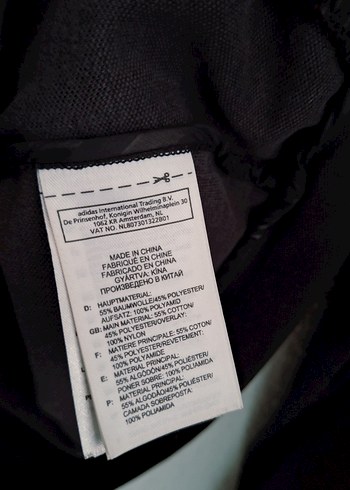 adidas International Trading B.V.
De Prinsenhof, Konigin Wilhelminaplein 30
1062 KR Amsterdam, NL
VAT NO. NL807301322B01
MADE IN CHINA
FABRIQUÉ EN CHINE
FABRICADO EN CHINA
GYÁRTVA: KÍNA
ПРОИЗВЕДЕНО В КИТАЙ
D: HAUPTMATERIAL:
55% BAUMWOLLE/45% POLYESTER/
AUFSATZ: 100% POLYAMID
GB: MAIN MATERIAL: 55% COTTON/
45% POLYESTER/OVERLAY:
100% NYLON
F: MATIERE PRINCIPALE: 55% COTON/
45% POLYESTER/REVETEMENT:
100% POLYAMIDE
E: MATERIAL PRINCIPAL:
55% ALGODÓN/45% POLIÉSTER/
PONER SOBRE: 100% POLIAMIDA
P: MATERIAL PRINCIPAL:
55% ALGODÃO/45% POLIÉSTER/
CAMADA SOBREPOSTA:
100% POLIAMIDA